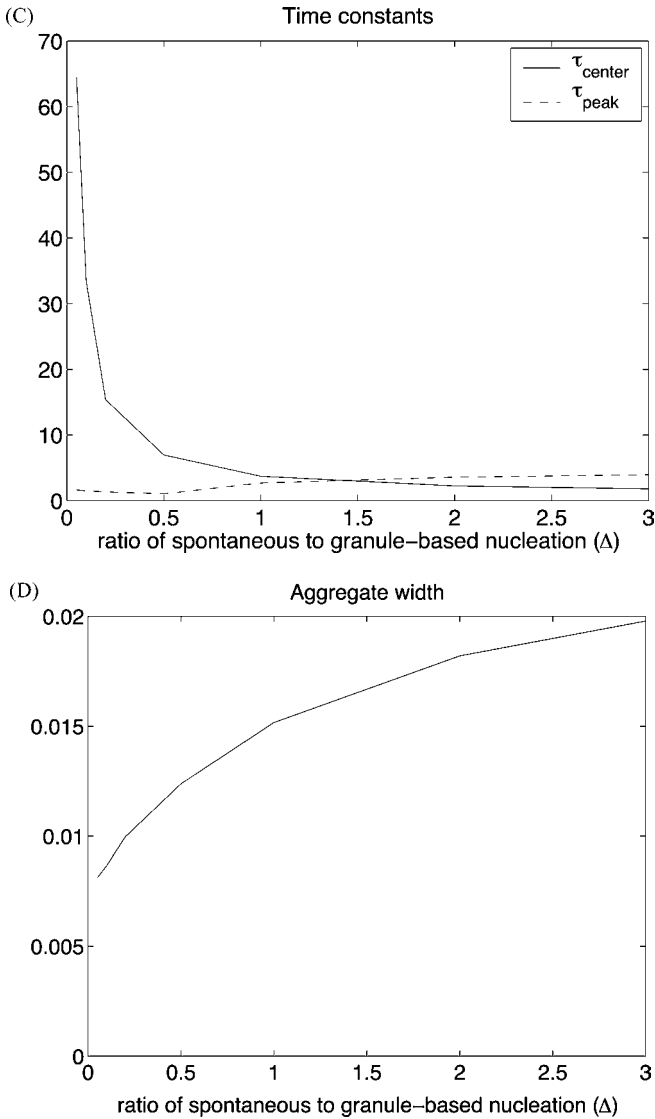 (C)
Time constants
70
60
50
40
30
20
10
0
τcenter
τpeak
0 0.5 1 1.5 2 2.5 3
ratio of spontaneous to granule−based nucleation (Δ)
(D)
Aggregate width
0.02
0.015
0.01
0.005
0
0 0.5 1 1.5 2 2.5 3
ratio of spontaneous to granule−based nucleation (Δ)